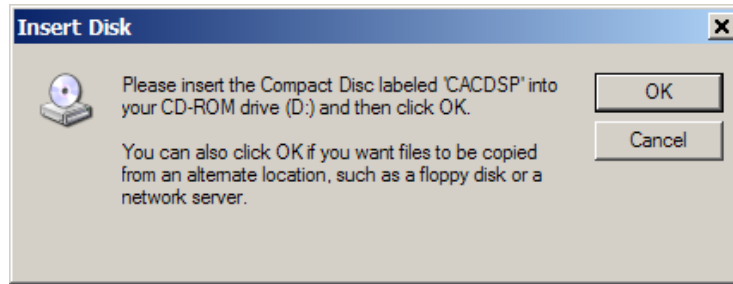 Insert Disk
Please insert the Compact Disc labeled 'CACDSP' into
your CD-ROM drive (D:) and then click OK.
You can also click OK if you want files to be copied
from an alternate location, such as a floppy disk or a
network server.
OK
Cancel